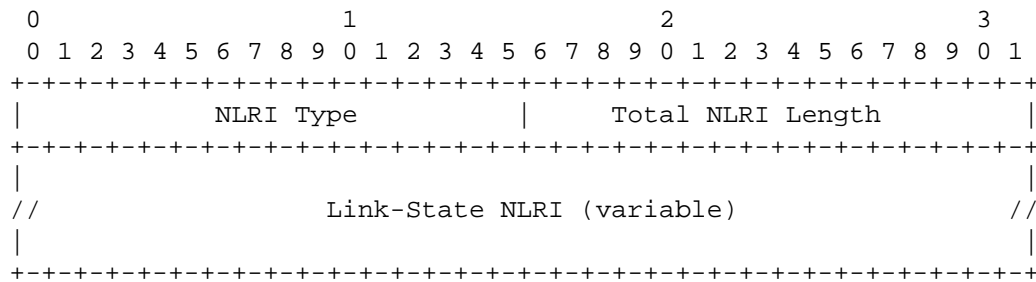 0                   1                   2                   3
 0 1 2 3 4 5 6 7 8 9 0 1 2 3 4 5 6 7 8 9 0 1 2 3 4 5 6 7 8 9 0 1
+-+-+-+-+-+-+-+-+-+-+-+-+-+-+-+-+-+-+-+-+-+-+-+-+-+-+-+-+-+-+-+-+
|            NLRI Type          |     Total NLRI Length         |
+-+-+-+-+-+-+-+-+-+-+-+-+-+-+-+-+-+-+-+-+-+-+-+-+-+-+-+-+-+-+-+-+
|                                                               |
//                  Link-State NLRI (variable)                 //
|                                                               |
+-+-+-+-+-+-+-+-+-+-+-+-+-+-+-+-+-+-+-+-+-+-+-+-+-+-+-+-+-+-+-+-+